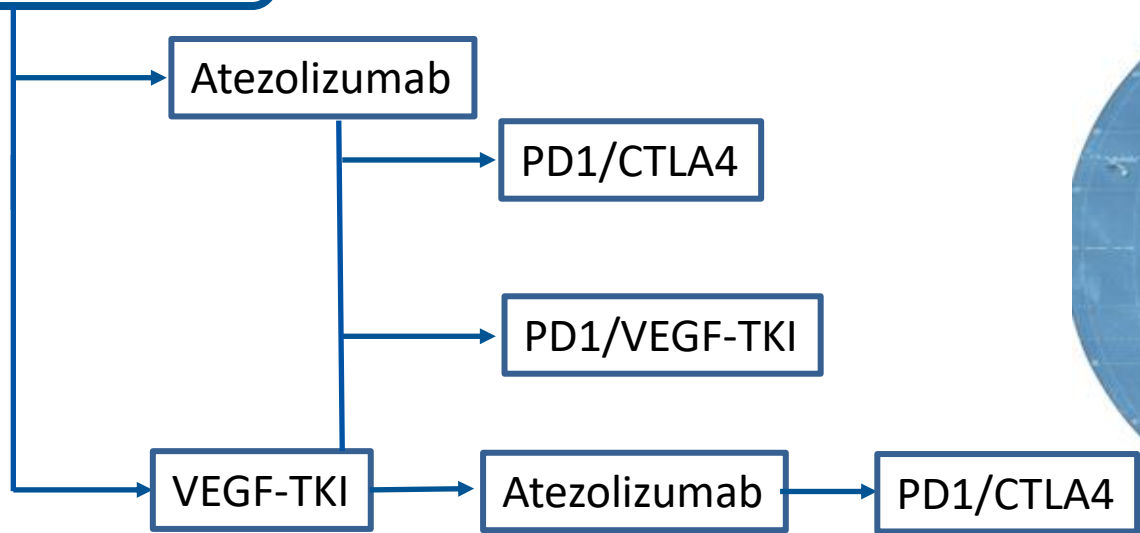 Atezolizumab
PD1/CTLA4
PD1/VEGF-TKI
VEGF-TKI
Atezolizumab
PD1/CTLA4